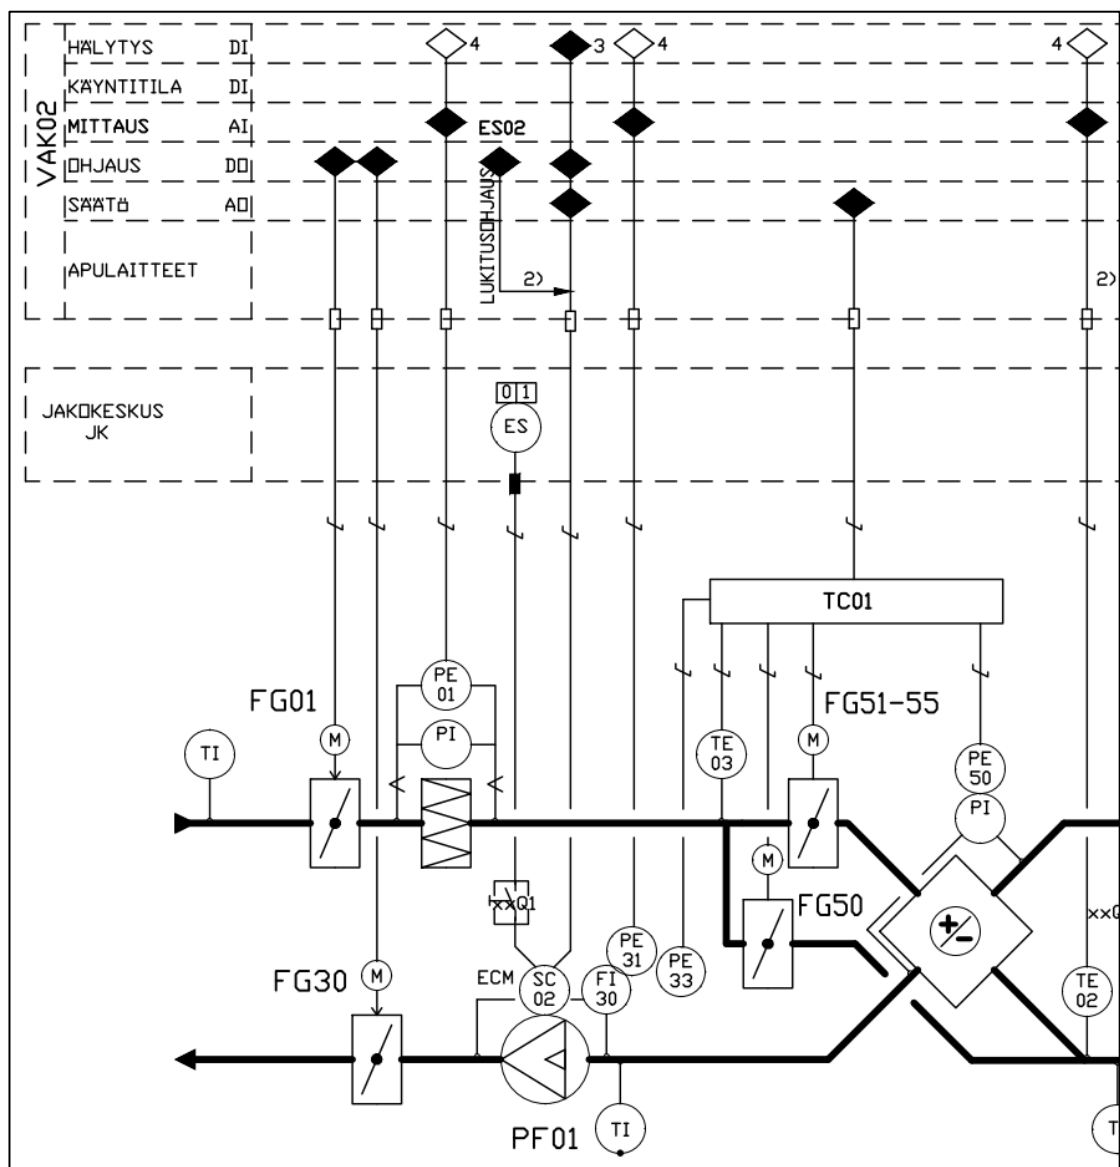 VAK02
HÄLYTYS DI
KÄYNTITILA DI
MITTAUS AI
OHJAUS DO
SÄÄTÖ AO
APULAITTEET
4
3
4
4
ES02
LUKITUSOHJAUS
2)
2)
JAKOKESKUS
JK
0 1
ES
TC01
FG01
M
TI
PE
01
PI
TE
03
M
FG51-55
PE
50
PI
M
FG50
xxQ1
xxQ
FG30
M
ECM
SC
02
FI
30
PE
31
PE
33
TE
02
PF01
TI
T